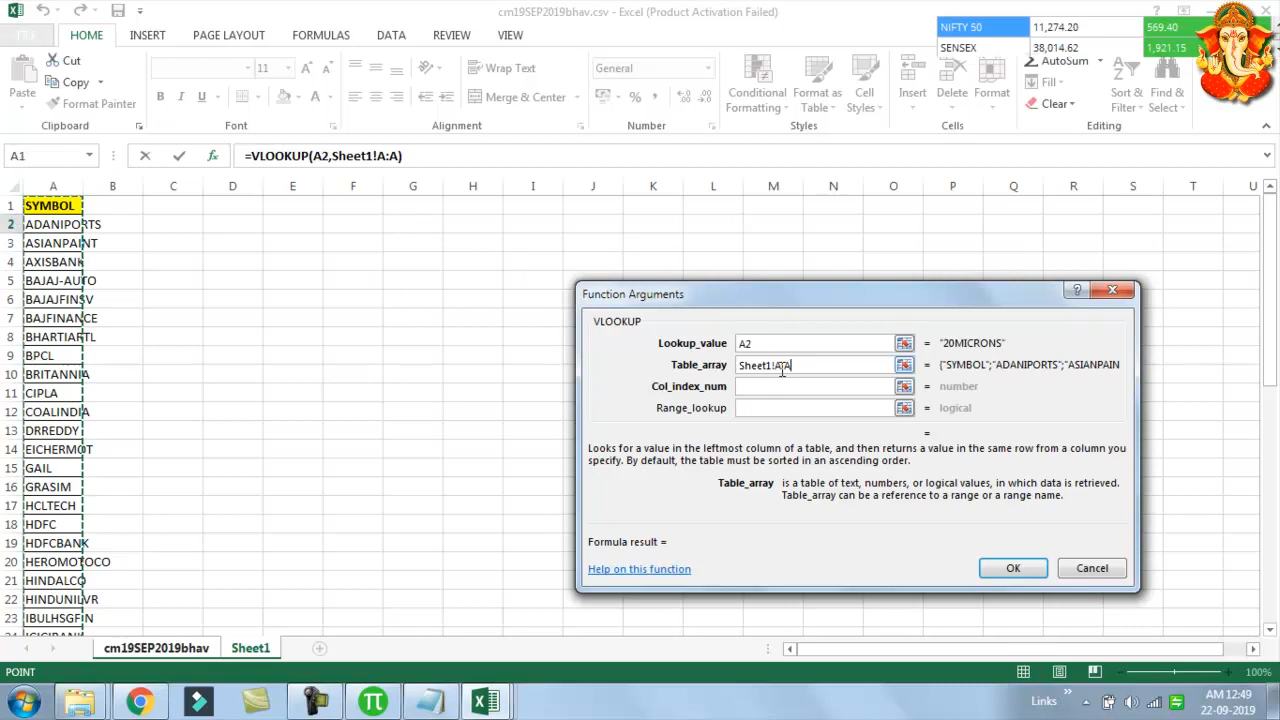 cm19SEP2019bhav.csv - Excel (Product Activation Failed)
HOME INSERT PAGE LAYOUT FORMULAS DATA REVIEW VIEW
NIFTY 50 11,274.20 569.40
SENSEX 38,014.62 1,921.15
Paste
Cut
Copy
Format Painter
Clipboard
11
Font
Wrap Text
Merge & Center
Alignment
General
Number
Conditional Formatting
Format as Table
Cell Styles
Styles
Insert
Delete
Format
Cells
AutoSum
Fill
Clear
Sort & Filter
Find & Select
Editing
A1 =VLOOKUP(A2,Sheet1!A:A)
A B C D E F G H I J K L M N O P Q R S T U
1 SYMBOL
2 ADANIPORTS
3 ASIANPAINT
4 AXISBANK
5 BAJAJ-AUTO
6 BAJAJFINSV
7 BAJFINANCE
8 BHARTIARTL
9 BPCL
10 BRITANNIA
11 CIPLA
12 COALINDIA
13 DRREDDY
14 EICHERMOT
15 GAIL
16 GRASIM
17 HCLTECH
18 HDFC
19 HDFCBANK
20 HEROMOTOCO
21 HINDALCO
22 HINDUNILVR
23 IBULHSGFIN
24 ICICIBANK
Function Arguments
VLOOKUP
Lookup_value A2 = "20MICRONS"
Table_array Sheet1!A:A = {"SYMBOL";"ADANIPORTS";"ASIANPAIN
Col_index_num = number
Range_lookup = logical
=
Looks for a value in the leftmost column of a table, and then returns a value in the same row from a column you
specify. By default, the table must be sorted in an ascending order.
Table_array is a table of text, numbers, or logical values, in which data is retrieved.
Table_array can be a reference to a range or a range name.
Formula result =
Help on this function
OK Cancel
cm19SEP2019bhav Sheet1
POINT
100%
Links
AM 12:49
22-09-2019